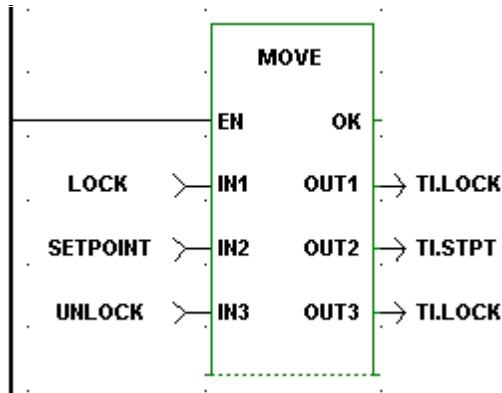 MOVE
EN OK
LOCK IN1 OUT1 TI.LOCK
SETPOINT IN2 OUT2 TI.STPT
UNLOCK IN3 OUT3 TI.LOCK